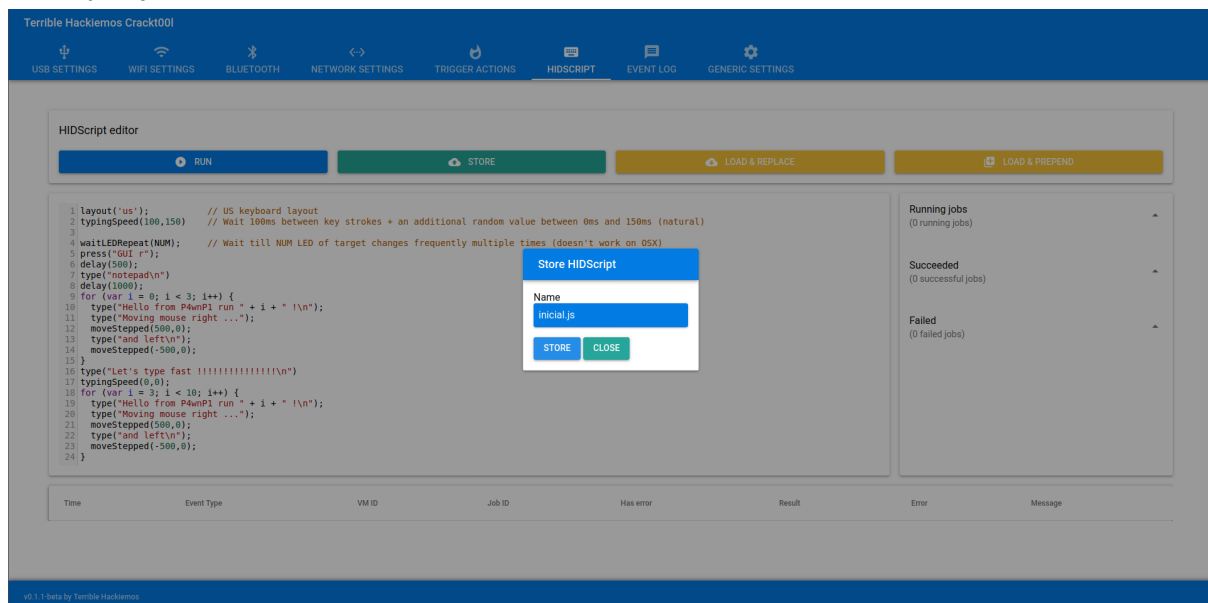 Terrible Hackiemos Crackt00l
USB SETTINGS WIFI SETTINGS BLUETOOTH NETWORK SETTINGS TRIGGER ACTIONS HIDSCRIPT EVENT LOG GENERIC SETTINGS
HIDScript editor
RUN STORE LOAD & REPLACE LOAD & PREPEND
1 layout('us'); // US keyboard layout
2 typingSpeed(100,150) // Wait 100ms between key strokes + an additional random value between 0ms and 150ms (natural)
3
4 waitLEDRepeat(NUM); // Wait till NUM LED of target changes frequently multiple times (doesn't work on OSX)
5 press("GUI r");
6 delay(500);
7 type("notepad\n")
8 delay(1000);
9 for (var i = 0; i < 3; i++) {
10 type("Hello from P4wnP1 run " + i + " !\n");
11 type("Moving mouse right ...");
12 moveStepped(500,0);
13 type("and left\n");
14 moveStepped(-500,0);
15 }
16 type("Let's type fast !!!!!!!!!!!!!!!\n")
17 typingSpeed(0,0);
18 for (var i = 3; i < 10; i++) {
19 type("Hello from P4wnP1 run " + i + " !\n");
20 type("Moving mouse right ...");
21 moveStepped(500,0);
22 type("and left\n");
23 moveStepped(-500,0);
24 }
Store HIDScript
Name
inicial.js
STORE CLOSE
Running jobs
(0 running jobs)
Succeeded
(0 successful jobs)
Failed
(0 failed jobs)
Time Event Type VM ID Job ID Has error Result Error Message
v0.1.1-beta by Terrible Hackiemos